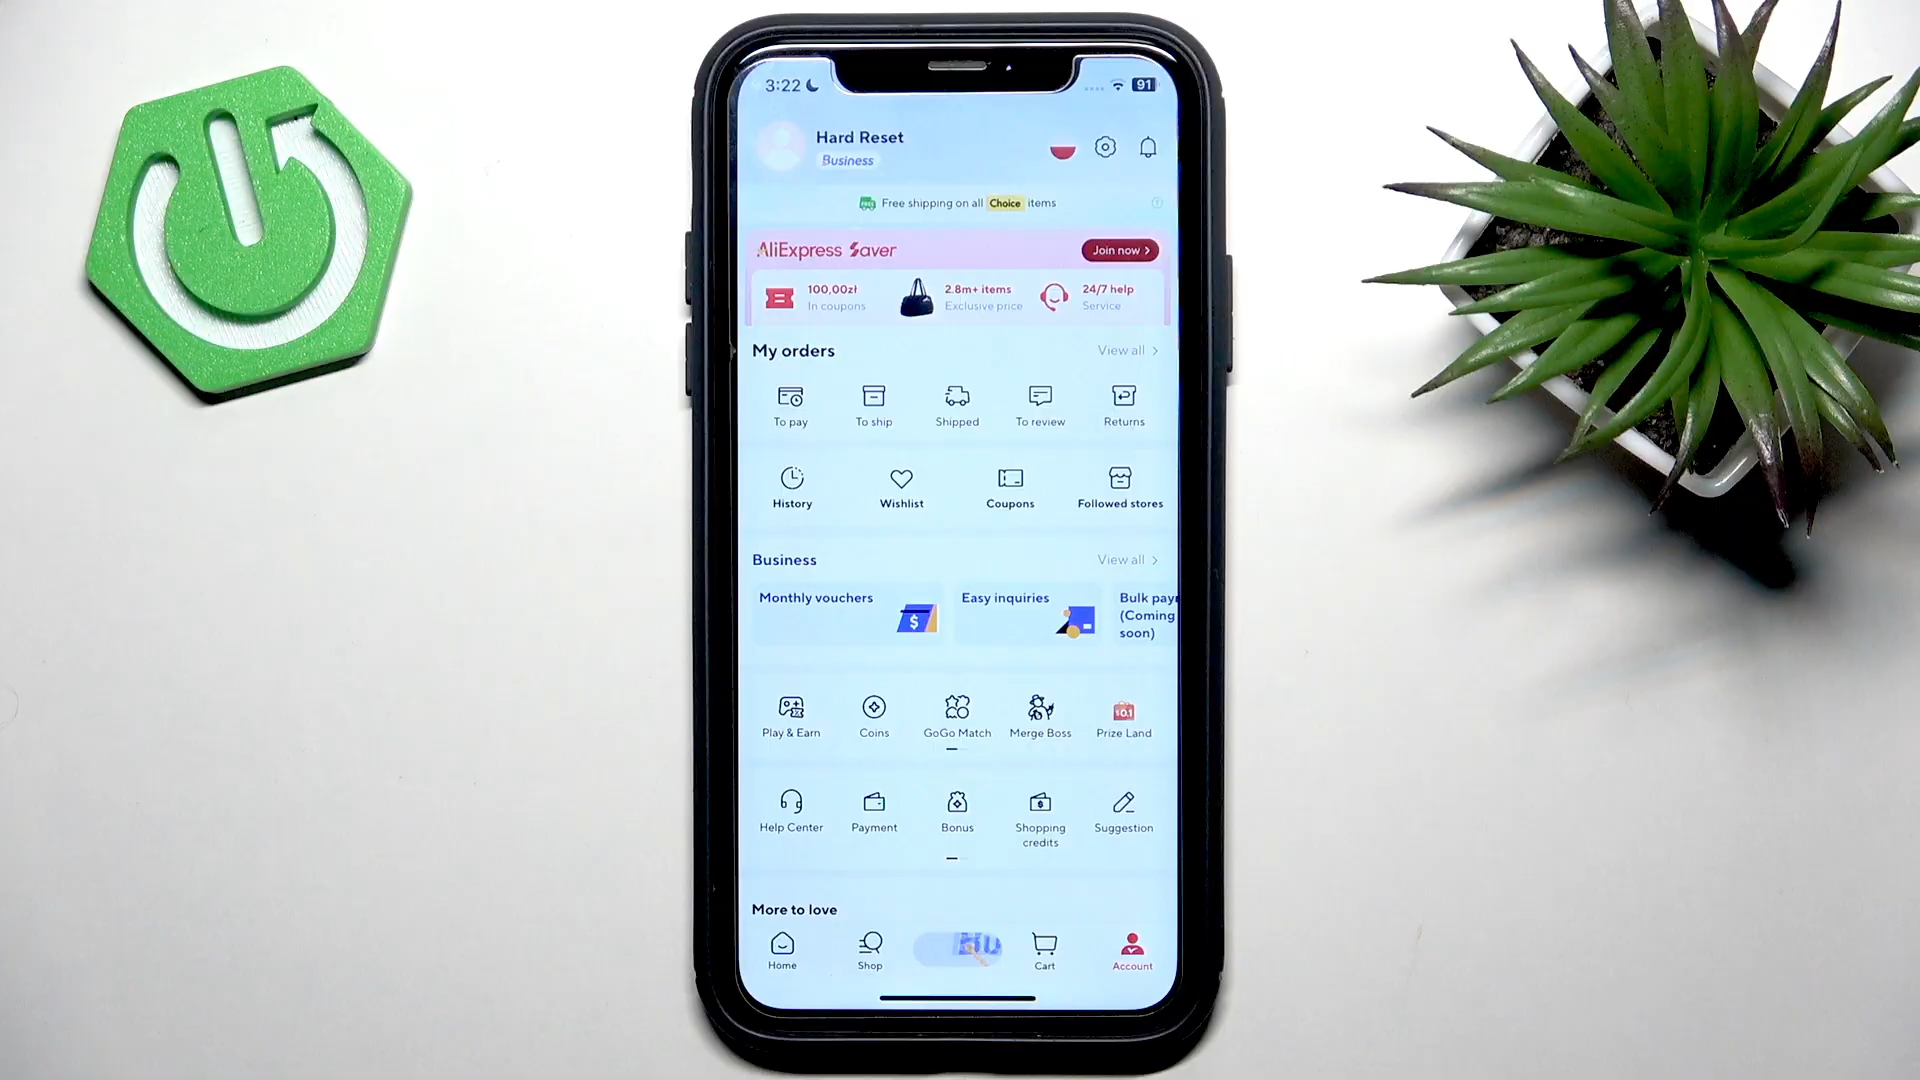 3:22
91
Hard Reset
Business
FREE Free shipping on all Choice items
AliExpress Saver
Join now >
100,00zł
In coupons
2.8m+ items
Exclusive price
24/7 help
Service
My orders
View all >
To pay
To ship
Shipped
To review
Returns
History
Wishlist
Coupons
Followed stores
Business
View all >
Monthly vouchers
$
Easy inquiries
Bulk pay
(Coming
soon)
Play & Earn
Coins
GoGo Match
Merge Boss
$0.1
Prize Land
Help Center
Payment
Bonus
Shopping
credits
Suggestion
More to love
Home
Shop
Bu
Cart
Account